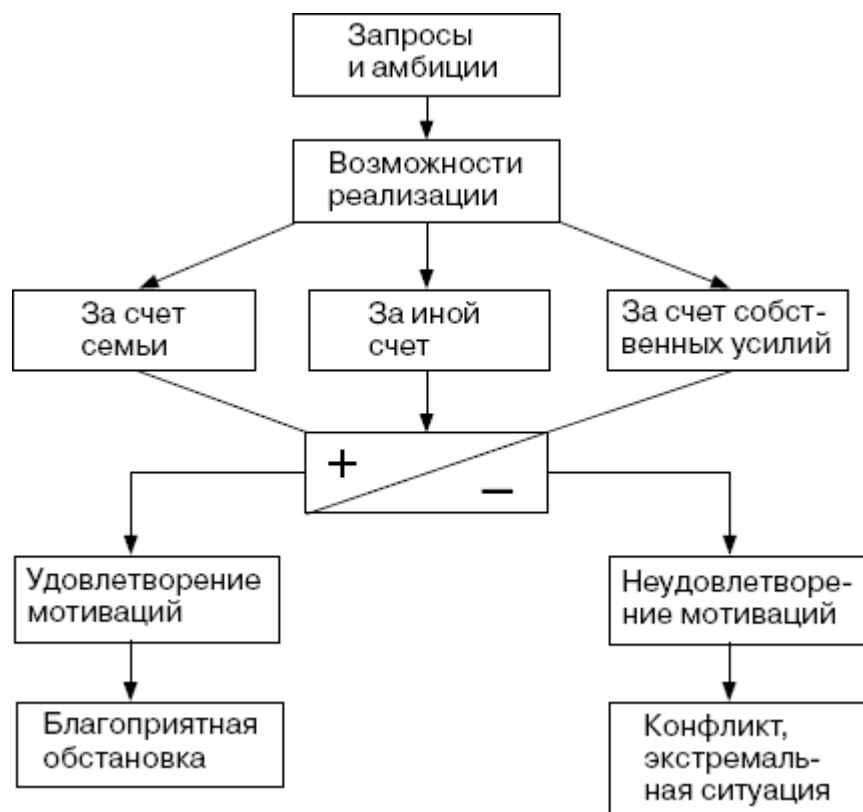 Запросы
и амбиции
Возможности
реализации
За счет
семьи
За иной
счет
За счет собст-
венных усилий
+
–
Удовлетворение
мотиваций
Неудовлетворе-
ние мотиваций
Благоприятная
обстановка
Конфликт,
экстремаль-
ная ситуация